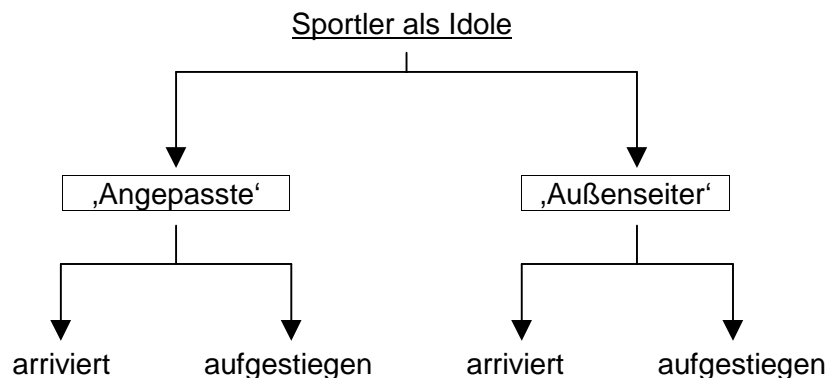 Sportler als Idole
‚Angepasste‘ ‚Außenseiter‘
arriviert aufgestiegen arriviert aufgestiegen